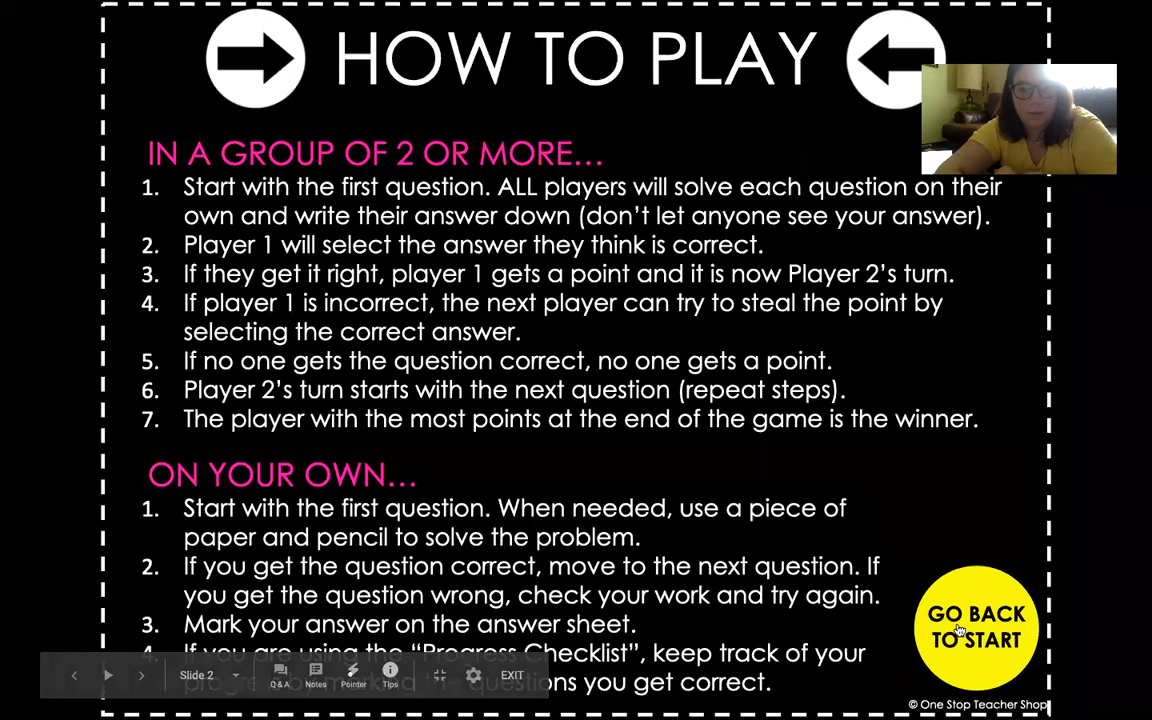 HOW TO PLAY
IN A GROUP OF 2 OR MORE...
1. Start with the first question. ALL players will solve each question on their
own and write their answer down (don't let anyone see your answer).
2. Player 1 will select the answer they think is correct.
3. If they get it right, player 1 gets a point and it is now Player 2's turn.
4. If player 1 is incorrect, the next player can try to steal the point by
selecting the correct answer.
5. If no one gets the question correct, no one gets a point.
6. Player 2's turn starts with the next question (repeat steps).
7. The player with the most points at the end of the game is the winner.
ON YOUR OWN...
1. Start with the first question. When needed, use a piece of
paper and pencil to solve the problem.
2. If you get the question correct, move to the next question. If
you get the question wrong, check your work and try again.
3. Mark your answer on the answer sheet.
4. If you are using the "Progress Checklist", keep track of your
questions you get correct.
GO BACK
TO START
Slide 2
Q & A
Notes
Pointer
Tips
EXIT
© One Stop Teacher Shop